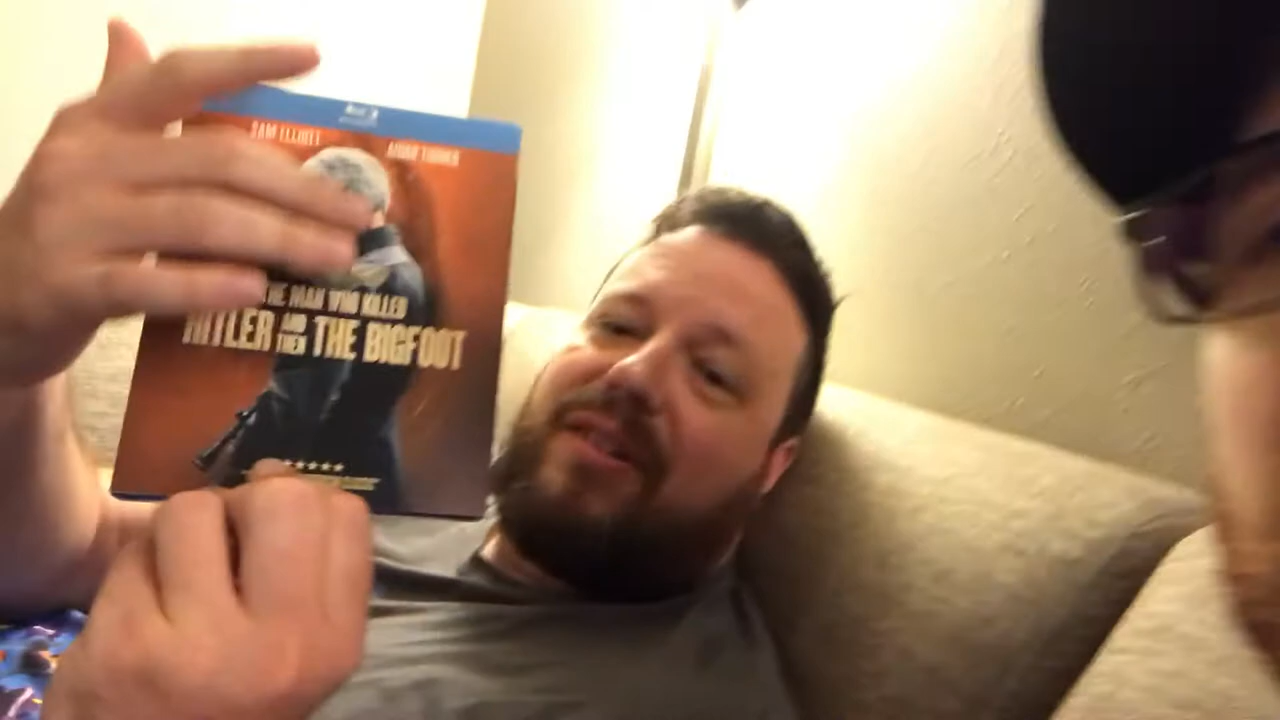 SAM ELLIOTT
AIDAN TURNER
THE MAN WHO KILLED
HITLER AND THEN THE BIGFOOT